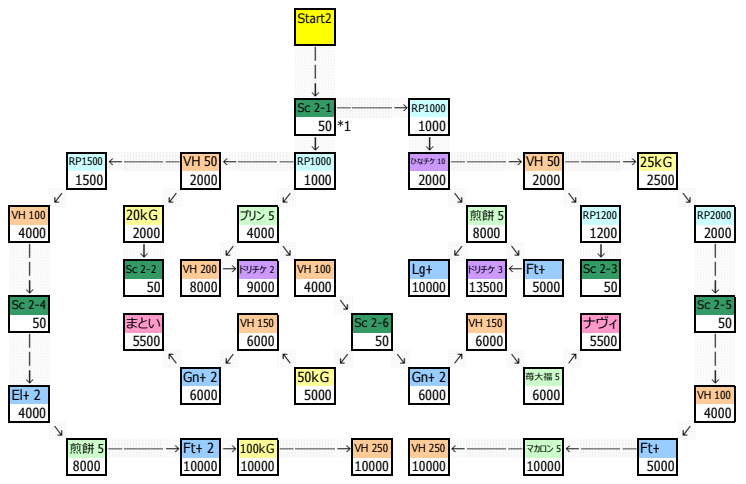 Start2
Sc 2-1
50 *1
RP1000
1000
RP1500
1500
VH 50
2000
RP1000
1000
ひなチケ 10
2000
VH 50
2000
25kG
2500
VH 100
4000
20kG
2000
プリン 5
4000
煎餅 5
8000
RP1200
1200
RP2000
2000
Sc 2-2
50
VH 200
8000
ドリチケ 2
9000
VH 100
4000
Lg+
10000
ドリチケ 3
13500
Ft+
5000
Sc 2-3
50
Sc 2-4
50
まとい
5500
VH 150
6000
Sc 2-6
50
VH 150
6000
ナヴィ
5500
Sc 2-5
50
El+ 2
4000
Gn+ 2
6000
50kG
5000
Gn+ 2
6000
苺大福 5
6000
VH 100
4000
煎餅 5
8000
Ft+ 2
10000
100kG
10000
VH 250
10000
VH 250
10000
マカロン 5
10000
Ft+
5000